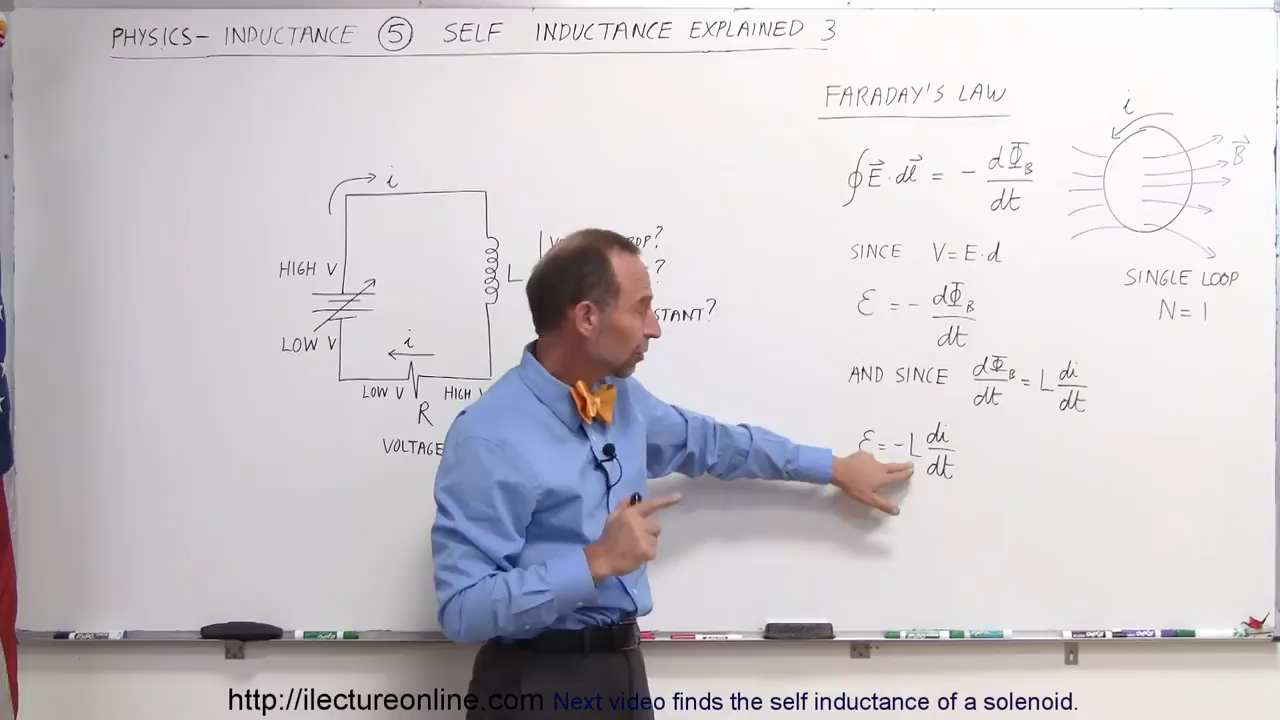 PHYSICS- INDUCTANCE ⑤ SELF INDUCTANCE EXPLAINED 3
i
HIGH V
LOW V
L
i
LOW V
HIGH V
R
VOLTAGE
?
?
STANT?
FARADAY'S LAW
∮E⃗·dl⃗ = - dΦB/dt
SINCE V=E·d
ℰ = - dΦB/dt
AND SINCE dΦB/dt = L di/dt
ℰ = -L di/dt
i
B⃗
SINGLE LOOP
N=1
http://ilectureonline.com Next video finds the self inductance of a solenoid.